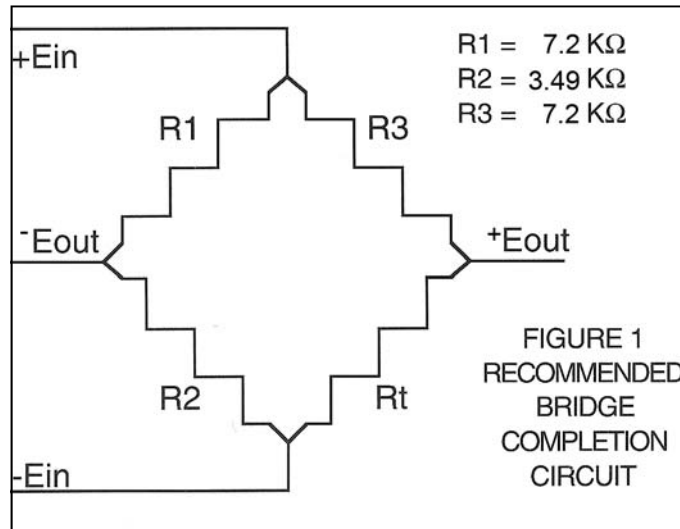 +Ein
R1 = 7.2 KΩ
R2 = 3.49 KΩ
R3 = 7.2 KΩ
R1
R3
-Eout
+Eout
R2
Rt
-Ein
FIGURE 1
RECOMMENDED
BRIDGE
COMPLETION
CIRCUIT